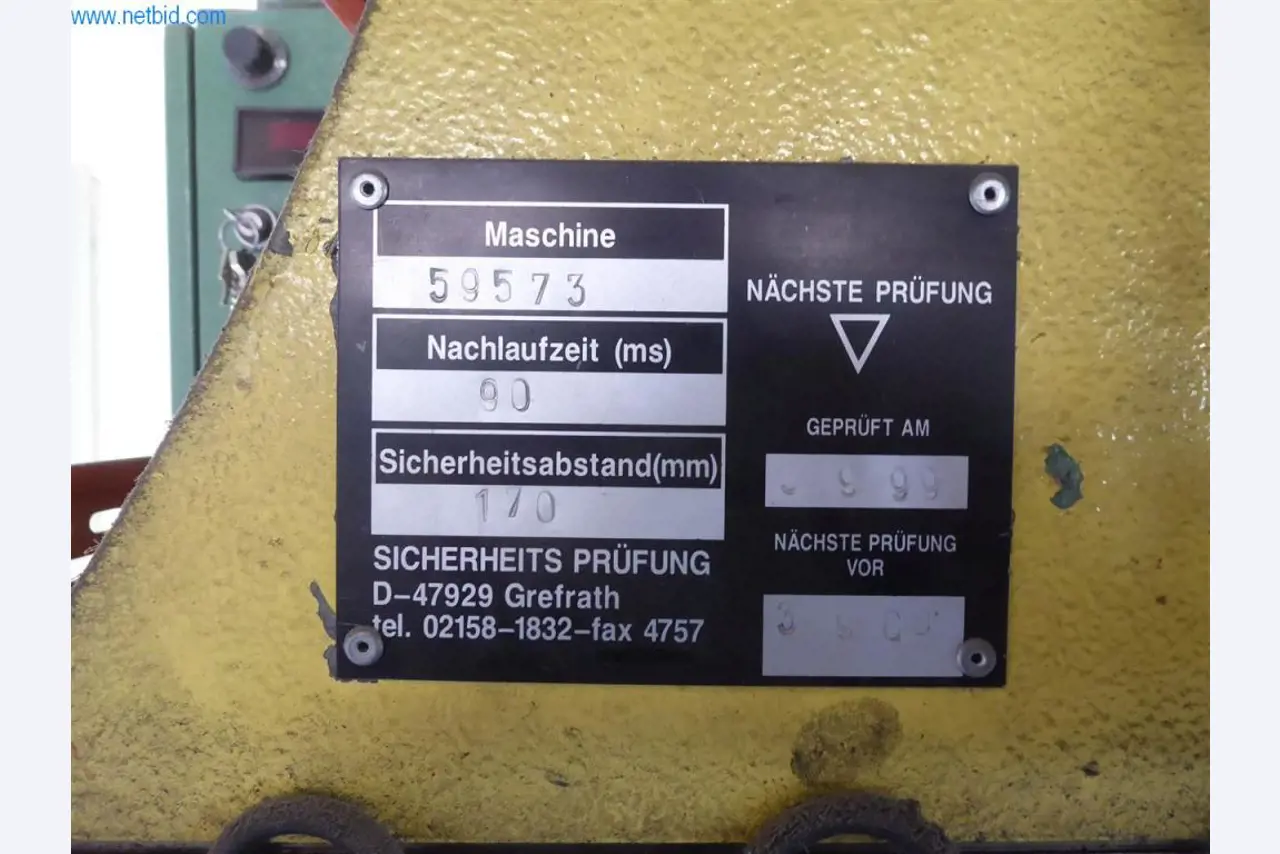 www.netbid.com
Maschine
59573
Nachlaufzeit (ms)
90
Sicherheitsabstand(mm)
170
SICHERHEITS PRÜFUNG
D-47929 Grefrath
tel. 02158-1832-fax 4757
NÄCHSTE PRÜFUNG
GEPRÜFT AM
NÄCHSTE PRÜFUNG
VOR